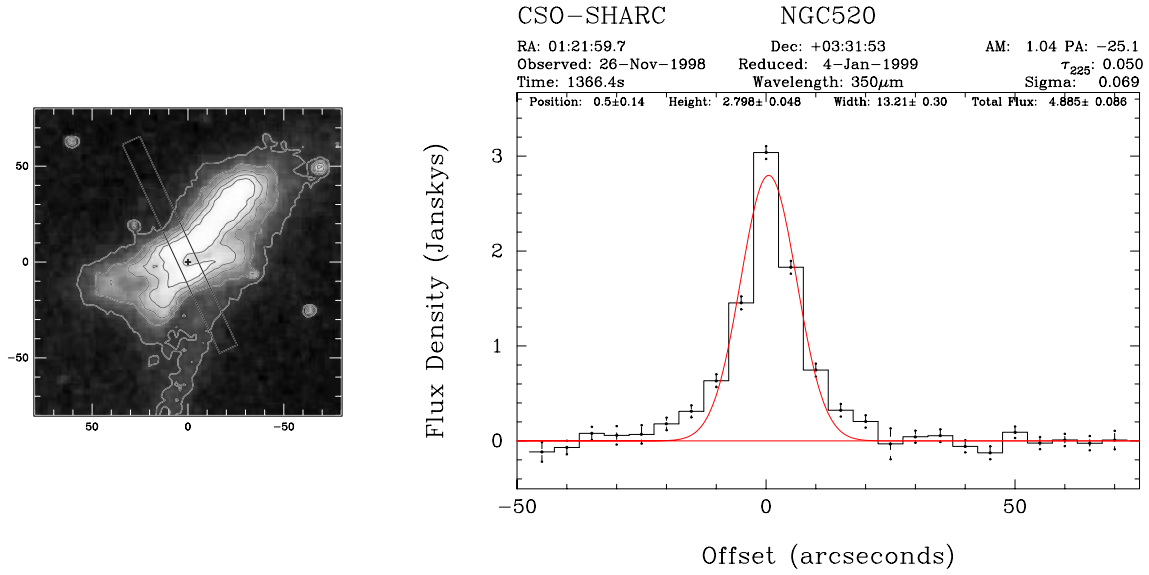 CSO-SHARC NGC520
RA: 01:21:59.7 Dec: +03:31:53 AM: 1.04 PA: -25.1
Observed: 26-Nov-1998 Reduced: 4-Jan-1999 τ225: 0.050
Time: 1366.4s Wavelength: 350μm Sigma: 0.069
Position: 0.5±0.14 Height: 2.798± 0.048 Width: 13.21± 0.30 Total Flux: 4.885± 0.086
50
0
-50
50 0 -50
Flux Density (Janskys)
3
2
1
0
-50 0 50
Offset (arcseconds)